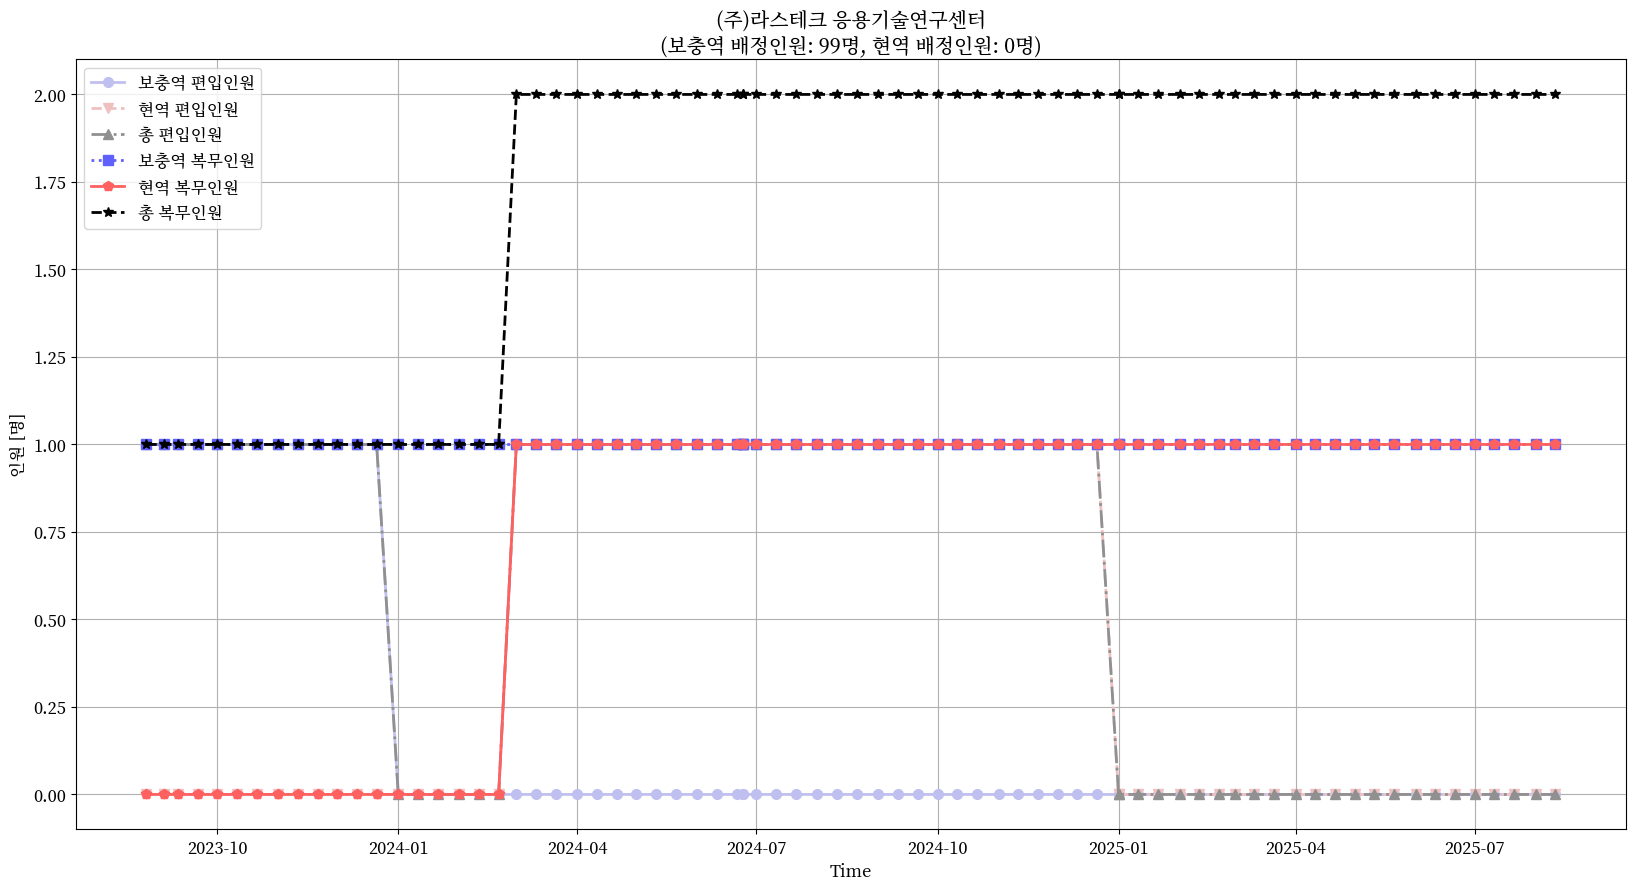 (주)라스테크 응용기술연구센터
(보충역 배정인원: 99명, 현역 배정인원: 0명)
보충역 편입인원
현역 편입인원
총 편입인원
보충역 복무인원
현역 복무인원
총 복무인원
2.00
1.75
1.50
1.25
1.00
0.75
0.50
0.25
0.00
인원 [명]
2023-10
2024-01
2024-04
2024-07
2024-10
2025-01
2025-04
2025-07
Time